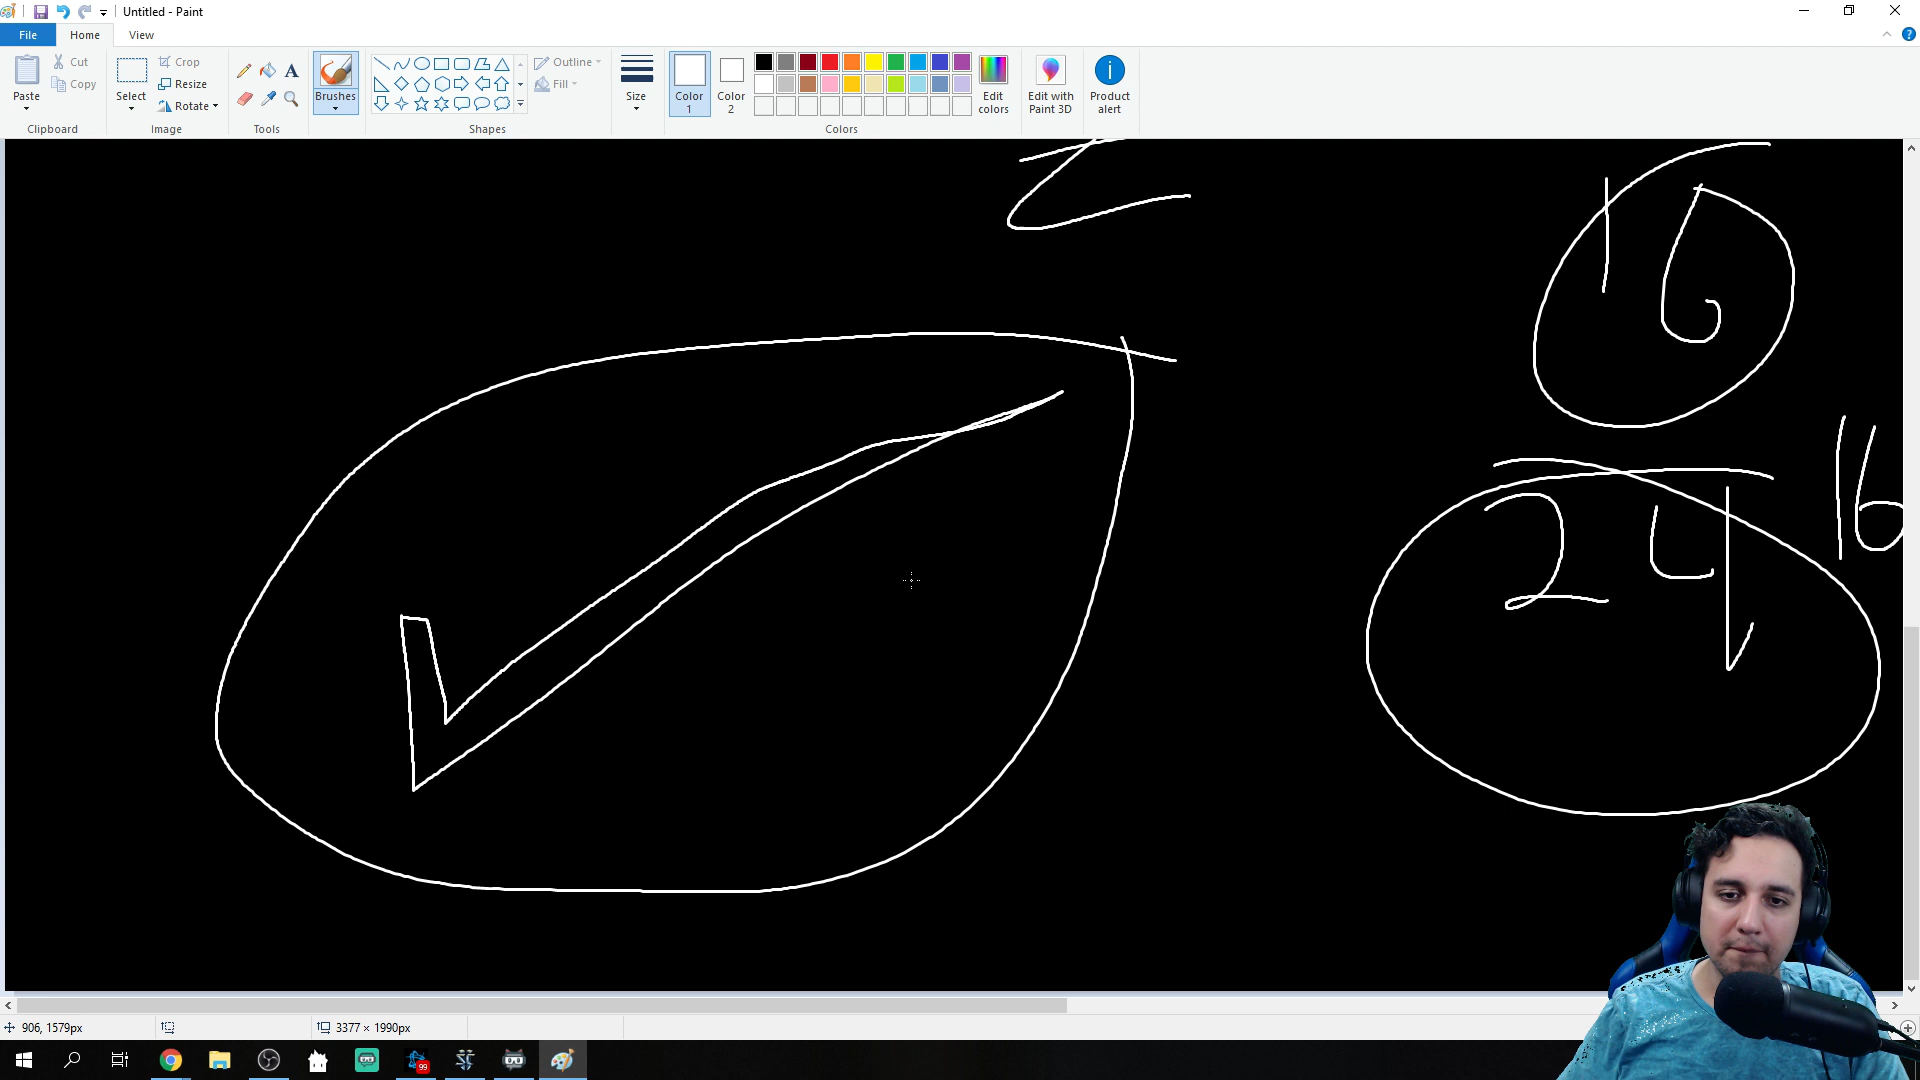 Untitled - Paint
File Home View
Paste
Cut
Copy
Clipboard
Select
Crop
Resize
Rotate
Image
Tools
Brushes
Shapes
Outline
Fill
Size
Color 1
Color 2
Edit colors
Colors
Edit with Paint 3D
Product alert
16
24
16
906, 1579px
3377 × 1990px
99